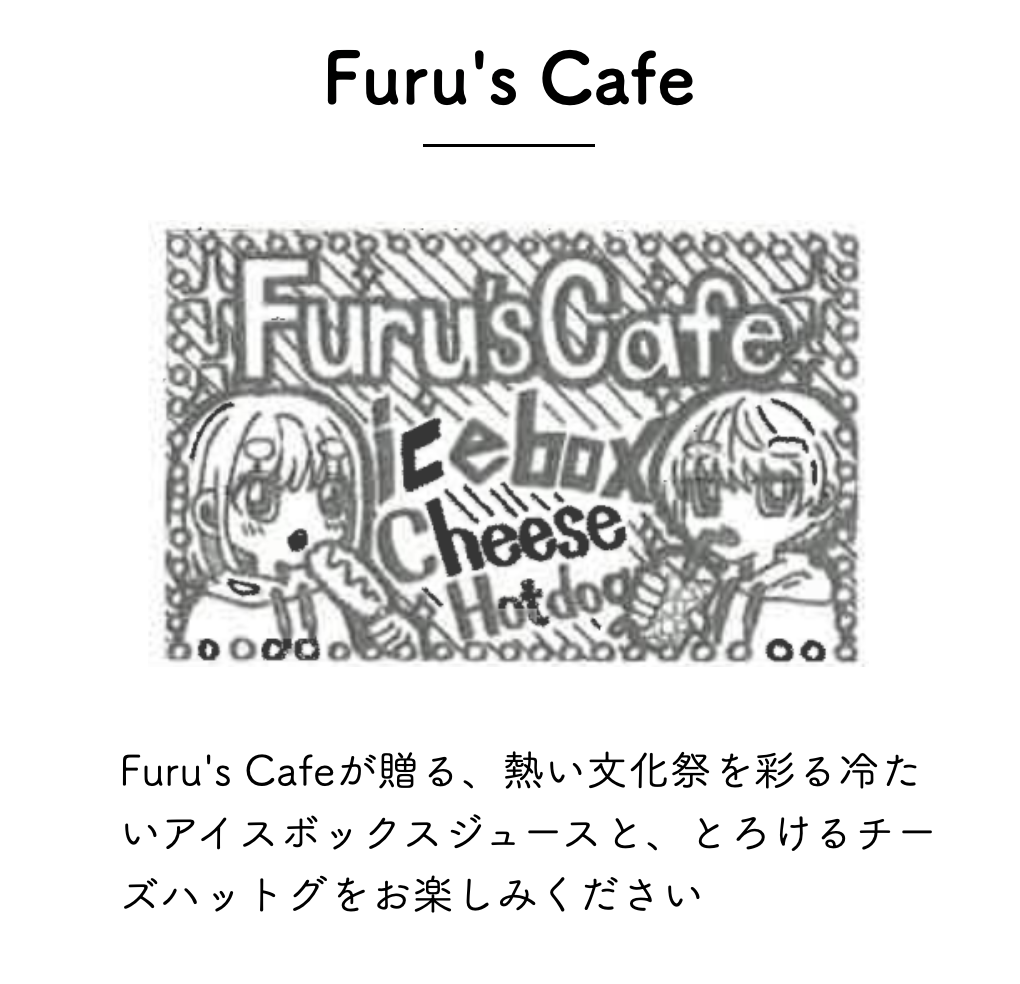 Furu's Cafe
Furu's Cafe
icebox
Cheese
Hotdog
Furu's Cafeが贈る、熱い文化祭を彩る冷た
いアイスボックスジュースと、とろけるチー
ズハットグをお楽しみください